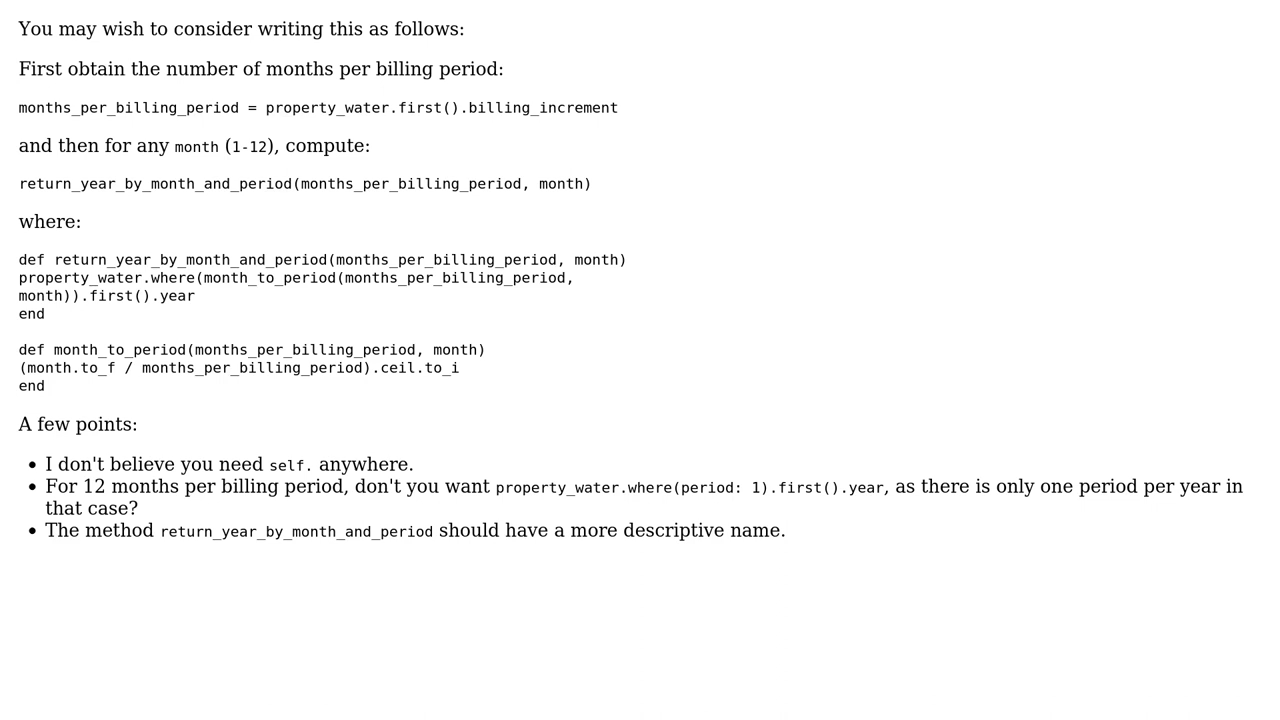 You may wish to consider writing this as follows:
First obtain the number of months per billing period:
months_per_billing_period = property_water.first().billing_increment
and then for any month (1-12), compute:
return_year_by_month_and_period(months_per_billing_period, month)
where:
def return_year_by_month_and_period(months_per_billing_period, month)
property_water.where(month_to_period(months_per_billing_period,
month)).first().year
end
def month_to_period(months_per_billing_period, month)
(month.to_f / months_per_billing_period).ceil.to_i
end
A few points:
• I don't believe you need self. anywhere.
• For 12 months per billing period, don't you want property_water.where(period: 1).first().year, as there is only one period per year in
that case?
• The method return_year_by_month_and_period should have a more descriptive name.